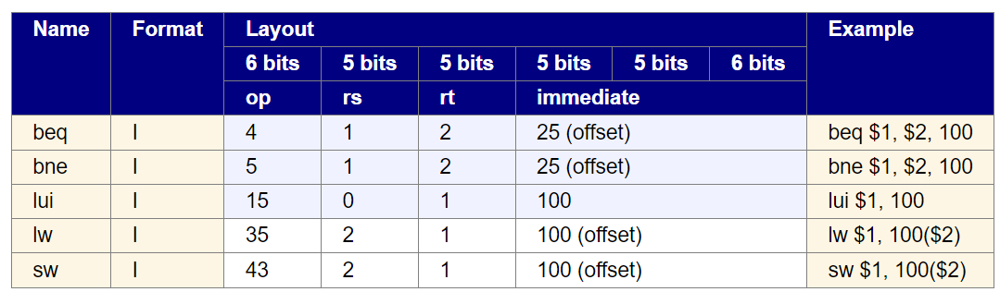 Name Format Layout Example
6 bits 5 bits 5 bits 5 bits 5 bits 6 bits
op rs rt immediate
beq I 4 1 2 25 (offset) beq $1, $2, 100
bne I 5 1 2 25 (offset) bne $1, $2, 100
lui I 15 0 1 100 lui $1, 100
lw I 35 2 1 100 (offset) lw $1, 100($2)
sw I 43 2 1 100 (offset) sw $1, 100($2)